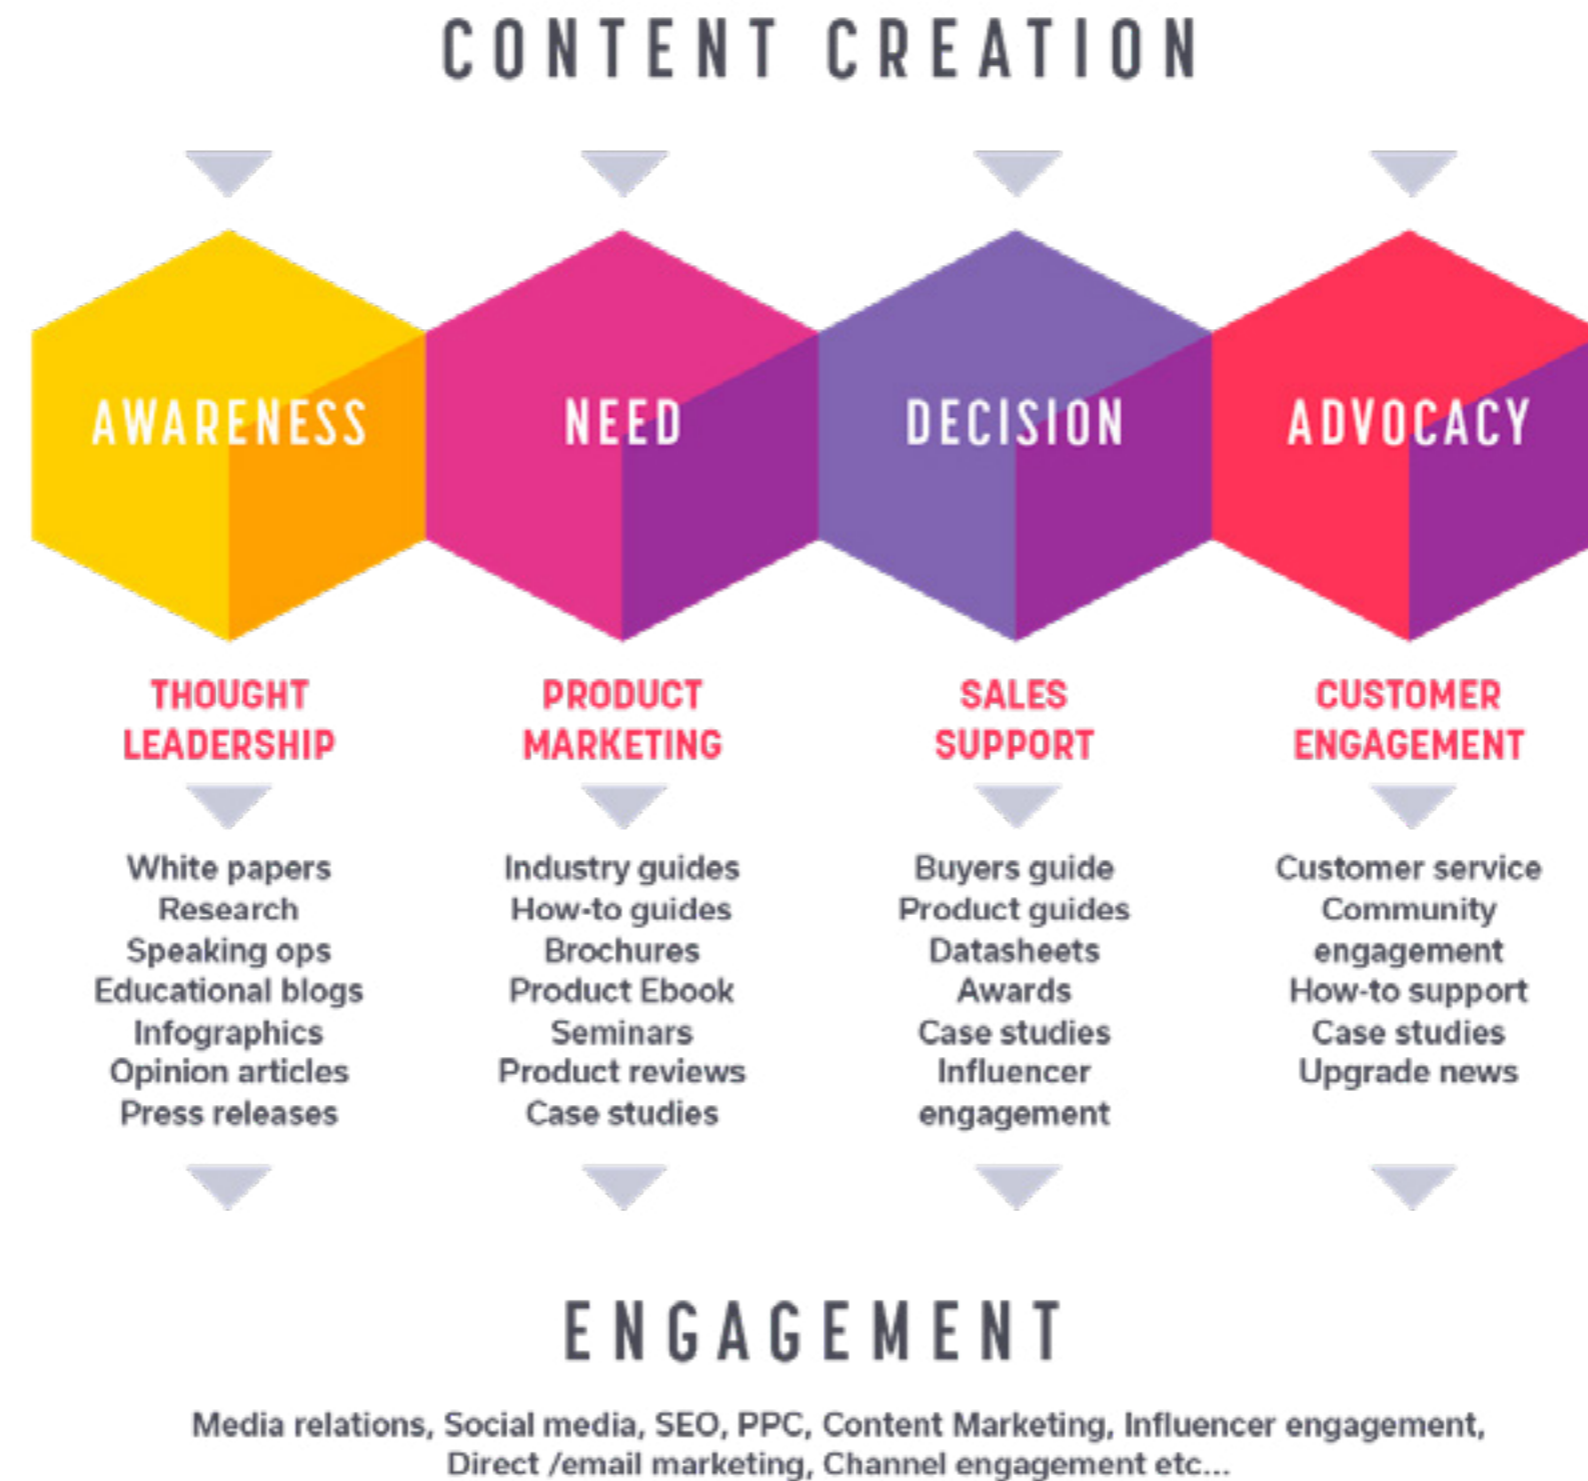 CONTENT CREATION
AWARENESS
NEED
DECISION
ADVOCACY
THOUGHT
LEADERSHIP
White papers
Research
Speaking ops
Educational blogs
Infographics
Opinion articles
Press releases
PRODUCT
MARKETING
Industry guides
How-to guides
Brochures
Product Ebook
Seminars
Product reviews
Case studies
SALES
SUPPORT
Buyers guide
Product guides
Datasheets
Awards
Case studies
Influencer
engagement
CUSTOMER
ENGAGEMENT
Customer service
Community
engagement
How-to support
Case studies
Upgrade news
ENGAGEMENT
Media relations, Social media, SEO, PPC, Content Marketing, Influencer engagement,
Direct /email marketing, Channel engagement etc...